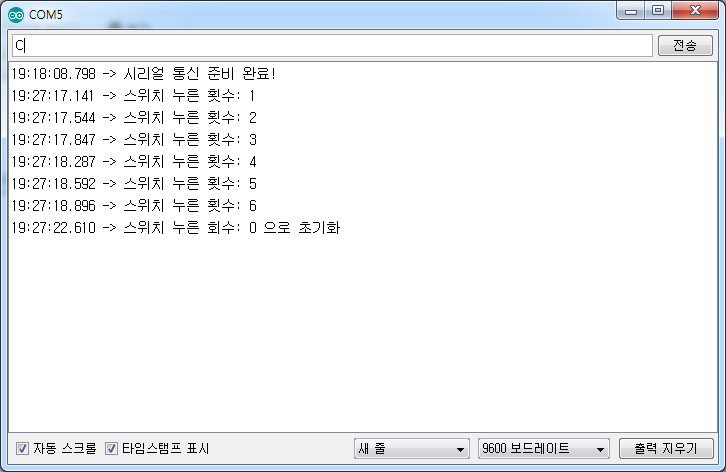 COM5
C
전송
19:18:08.798 -> 시리얼 통신 준비 완료!
19:27:17.141 -> 스위치 누른 횟수: 1
19:27:17.544 -> 스위치 누른 횟수: 2
19:27:17.847 -> 스위치 누른 횟수: 3
19:27:18.287 -> 스위치 누른 횟수: 4
19:27:18.592 -> 스위치 누른 횟수: 5
19:27:18.896 -> 스위치 누른 횟수: 6
19:27:22.610 -> 스위치 누른 회수: 0 으로 초기화
자동 스크롤 타임스탬프 표시 새 줄 9600 보드레이트 출력 지우기